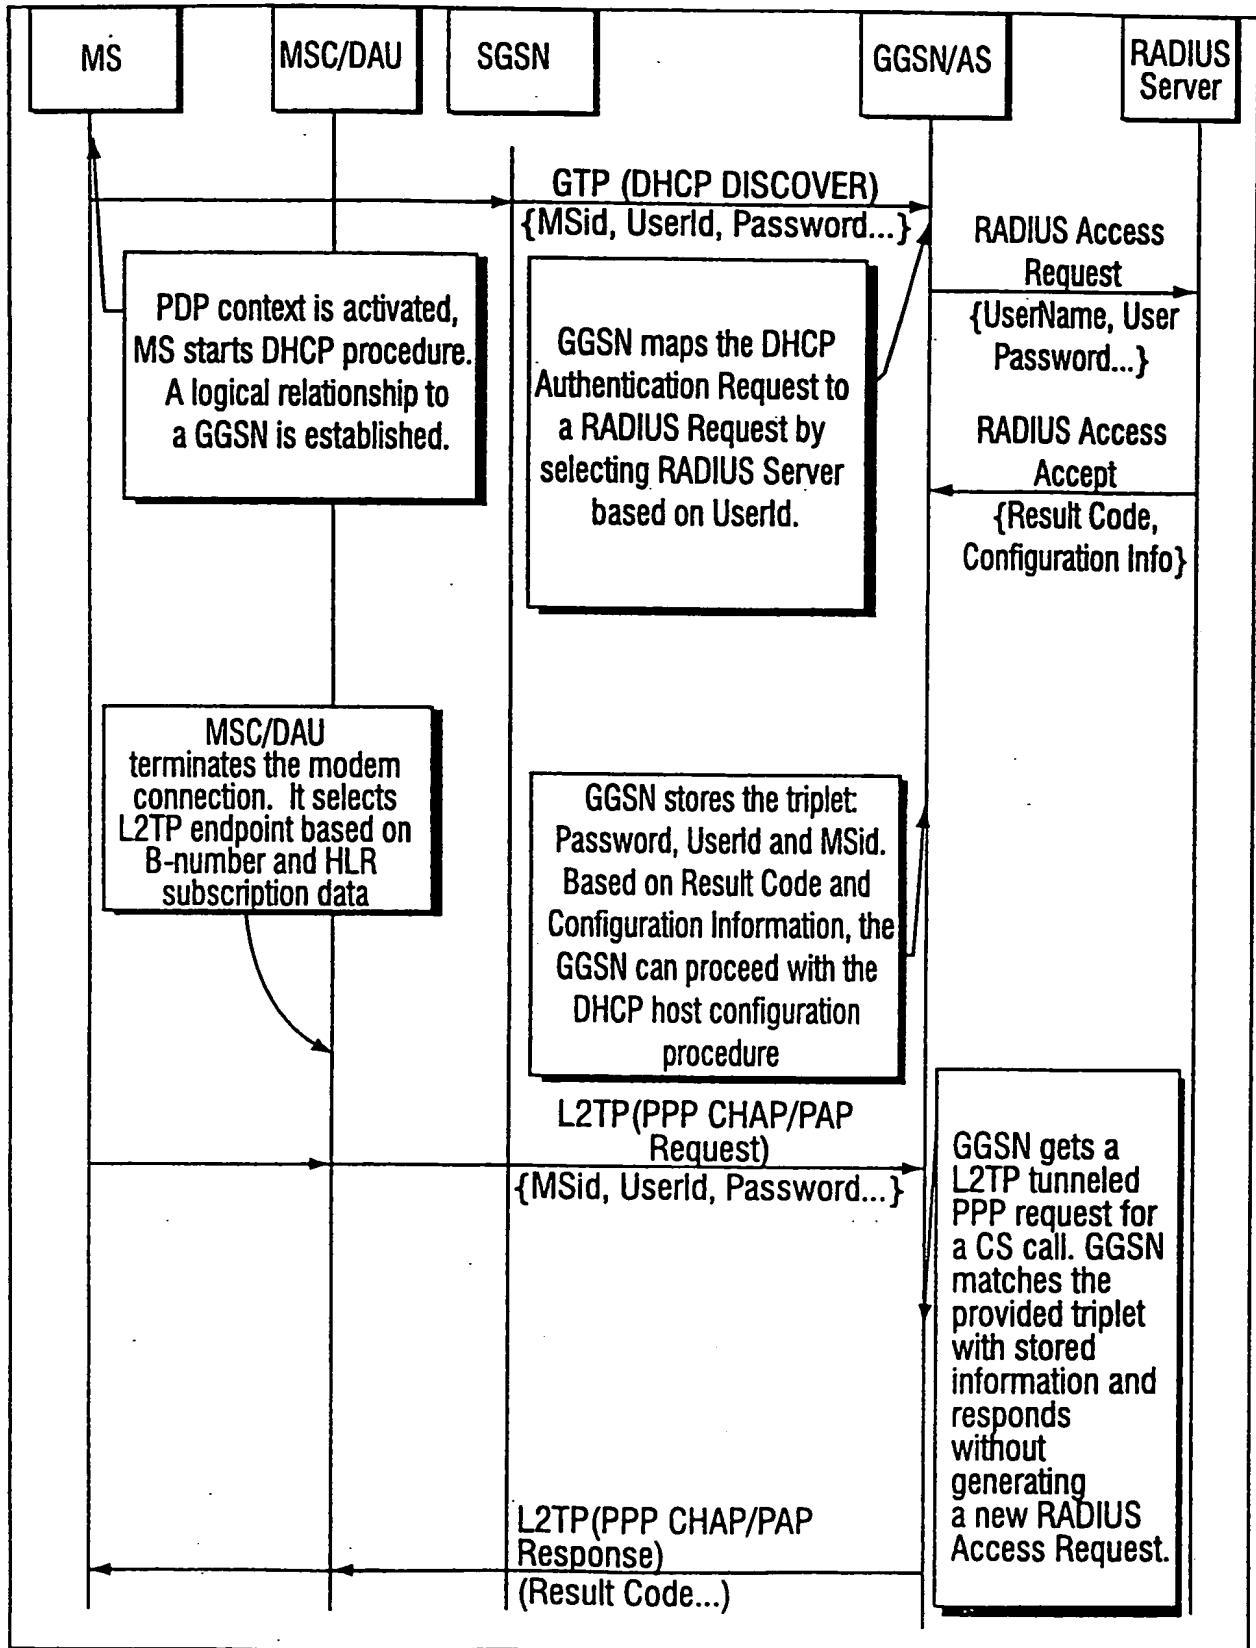 MS
MSC/DAU
SGSN
GGSN/AS
RADIUS
Server
GTP (DHCP DISCOVER)
{MSid, UserId, Password...}
RADIUS Access
Request
{UserName, User
Password...}
PDP context is activated,
MS starts DHCP procedure.
A logical relationship to
a GGSN is established.
GGSN maps the DHCP
Authentication Request to
a RADIUS Request by
selecting RADIUS Server
based on UserId.
RADIUS Access
Accept
{Result Code,
Configuration Info}
MSC/DAU
terminates the modem
connection. It selects
L2TP endpoint based on
B-number and HLR
subscription data
GGSN stores the triplet:
Password, UserId and MSid.
Based on Result Code and
Configuration Information, the
GGSN can proceed with the
DHCP host configuration
procedure
L2TP(PPP CHAP/PAP
Request)
{MSid, UserId, Password...}
GGSN gets a
L2TP tunneled
PPP request for
a CS call. GGSN
matches the
provided triplet
with stored
information and
responds
without
generating
a new RADIUS
Access Request.
L2TP(PPP CHAP/PAP
Response)
(Result Code...)